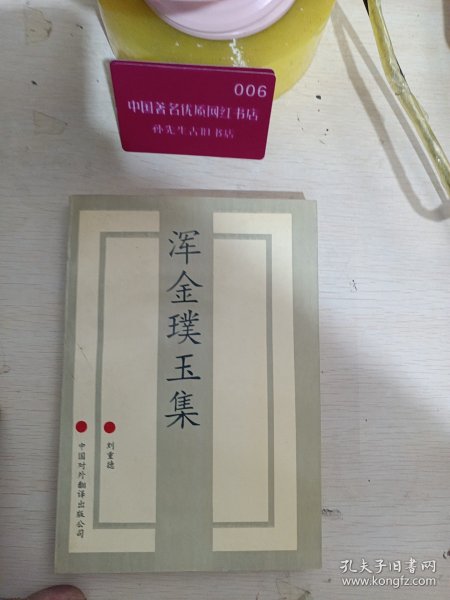 006
中国著名优质网红书店
孙先生古旧书店
浑金璞玉集
刘重德
中国对外翻译出版公司
孔夫子旧书网
www.kongfz.com